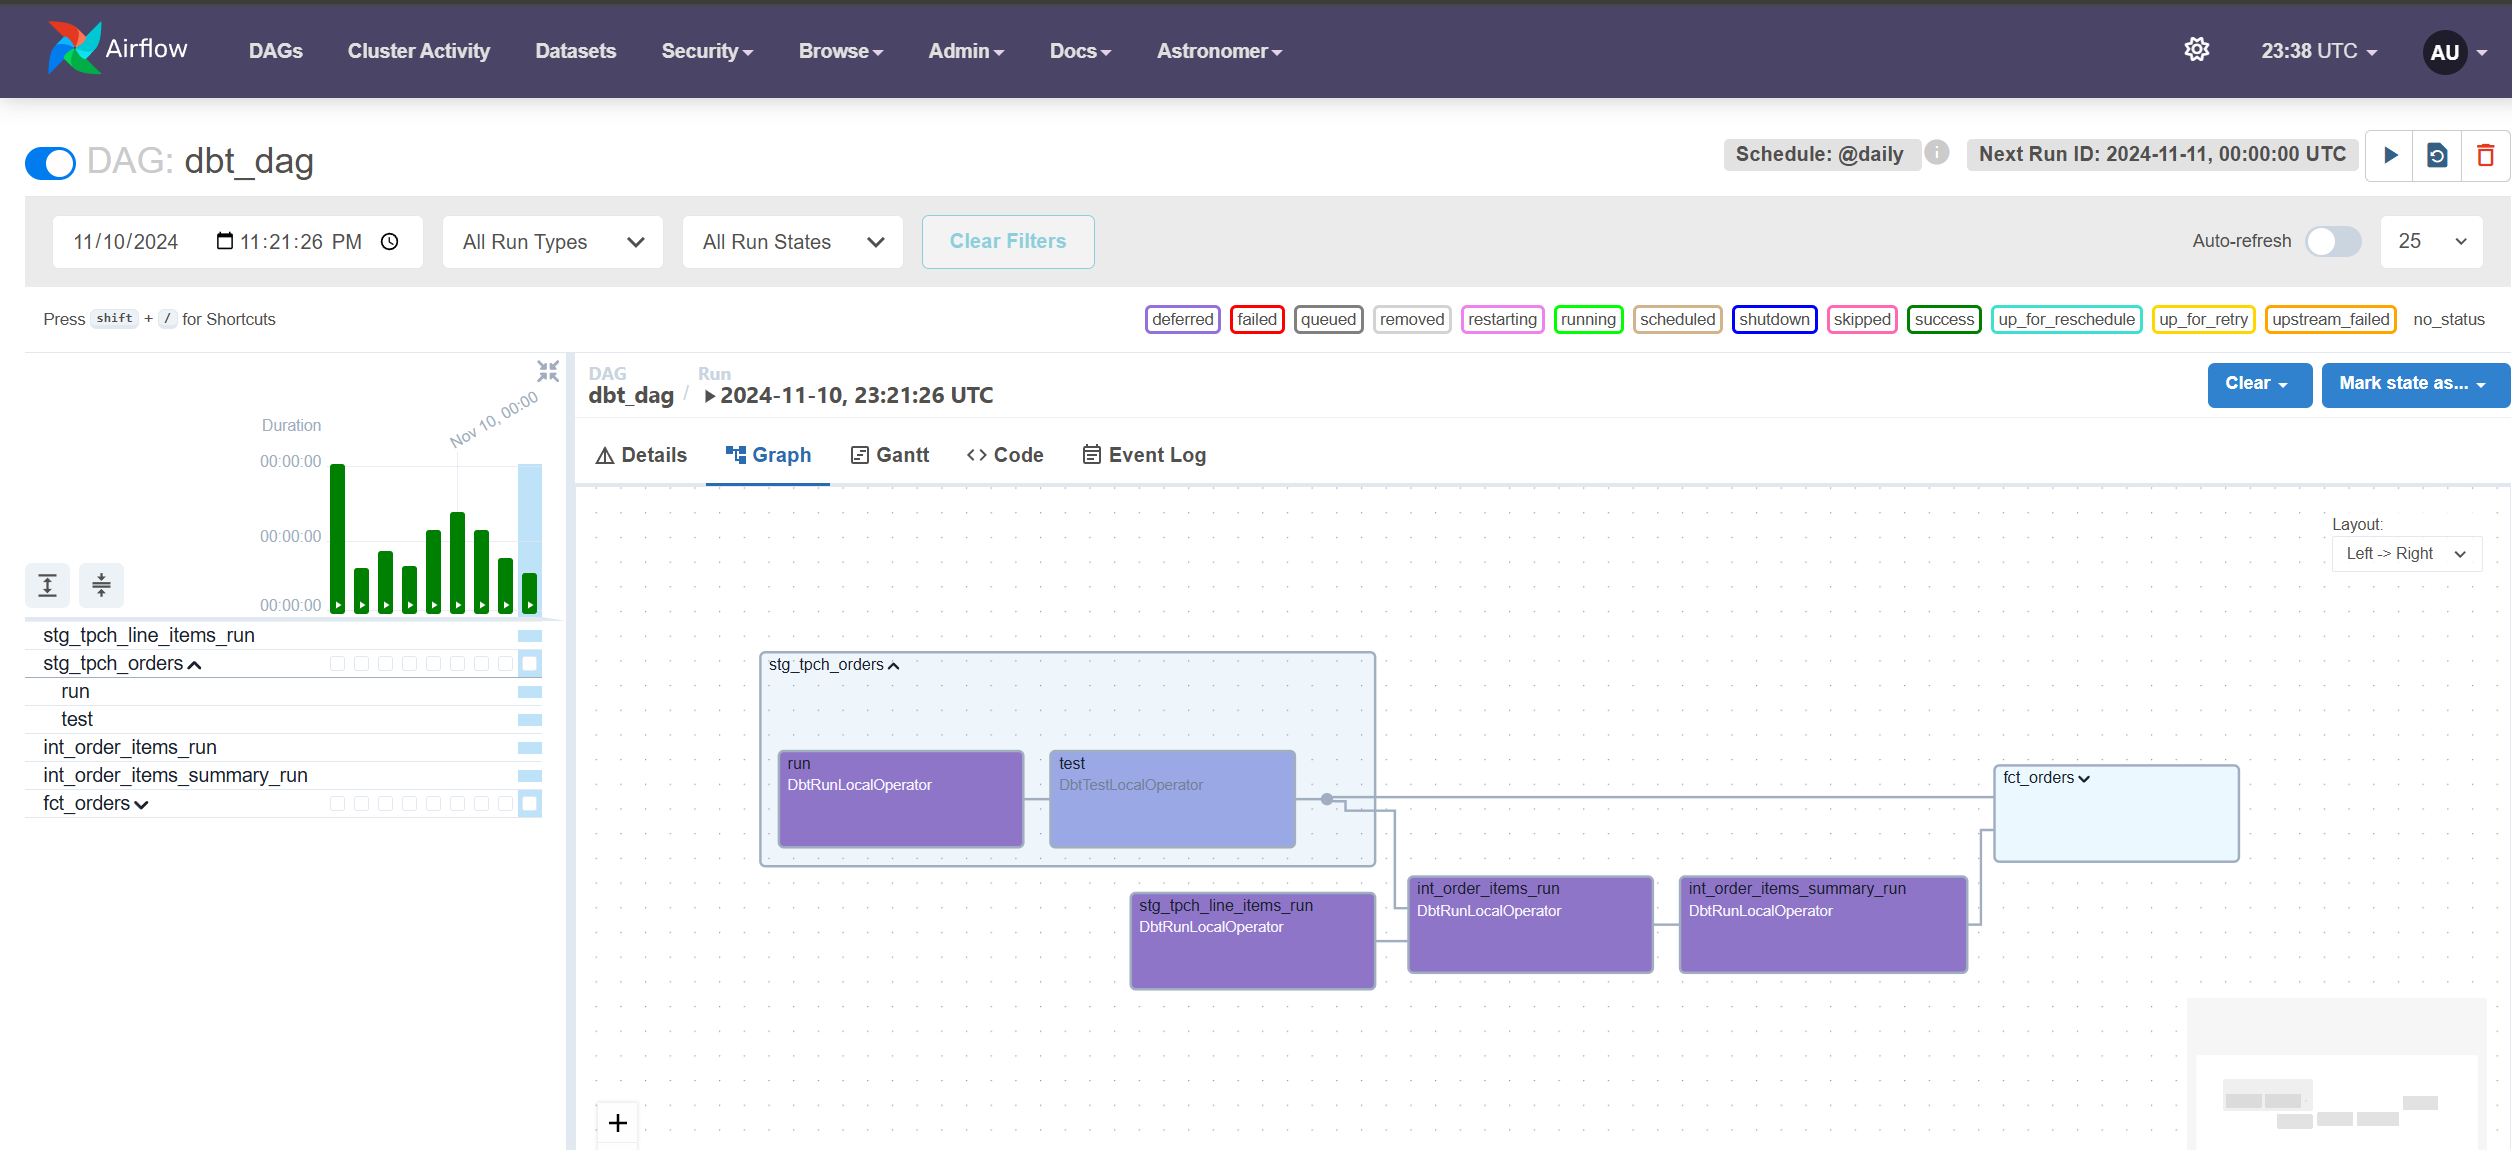 Airflow DAGs Cluster Activity Datasets Security Browse Admin Docs Astronomer 23:38 UTC AU
DAG: dbt_dag
Schedule: @daily Next Run ID: 2024-11-11, 00:00:00 UTC
11/10/2024 11:21:26 PM All Run Types All Run States Clear Filters Auto-refresh 25
Press shift + / for Shortcuts
deferred failed queued removed restarting running scheduled shutdown skipped success up_for_reschedule up_for_retry upstream_failed no_status
DAG Run
dbt_dag / 2024-11-10, 23:21:26 UTC
Clear Mark state as...
Details Graph Gantt Code Event Log
Nov 10, 00:00
Duration
00:00:00
00:00:00
00:00:00
stg_tpch_line_items_run
stg_tpch_orders
run
test
int_order_items_run
int_order_items_summary_run
fct_orders
Layout:
Left -> Right
stg_tpch_orders
run
DbtRunLocalOperator
test
DbtTestLocalOperator
fct_orders
stg_tpch_line_items_run
DbtRunLocalOperator
int_order_items_run
DbtRunLocalOperator
int_order_items_summary_run
DbtRunLocalOperator
+